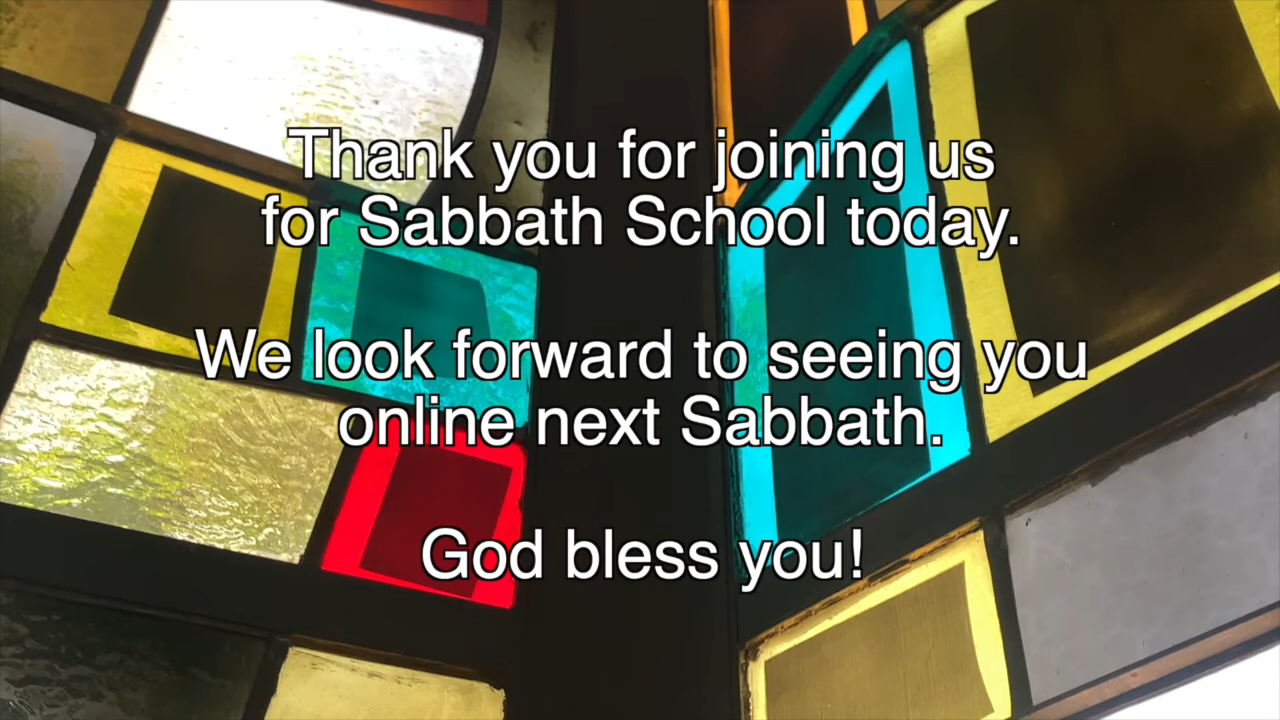 Thank you for joining us
for Sabbath School today.
We look forward to seeing you
online next Sabbath.
God bless you!